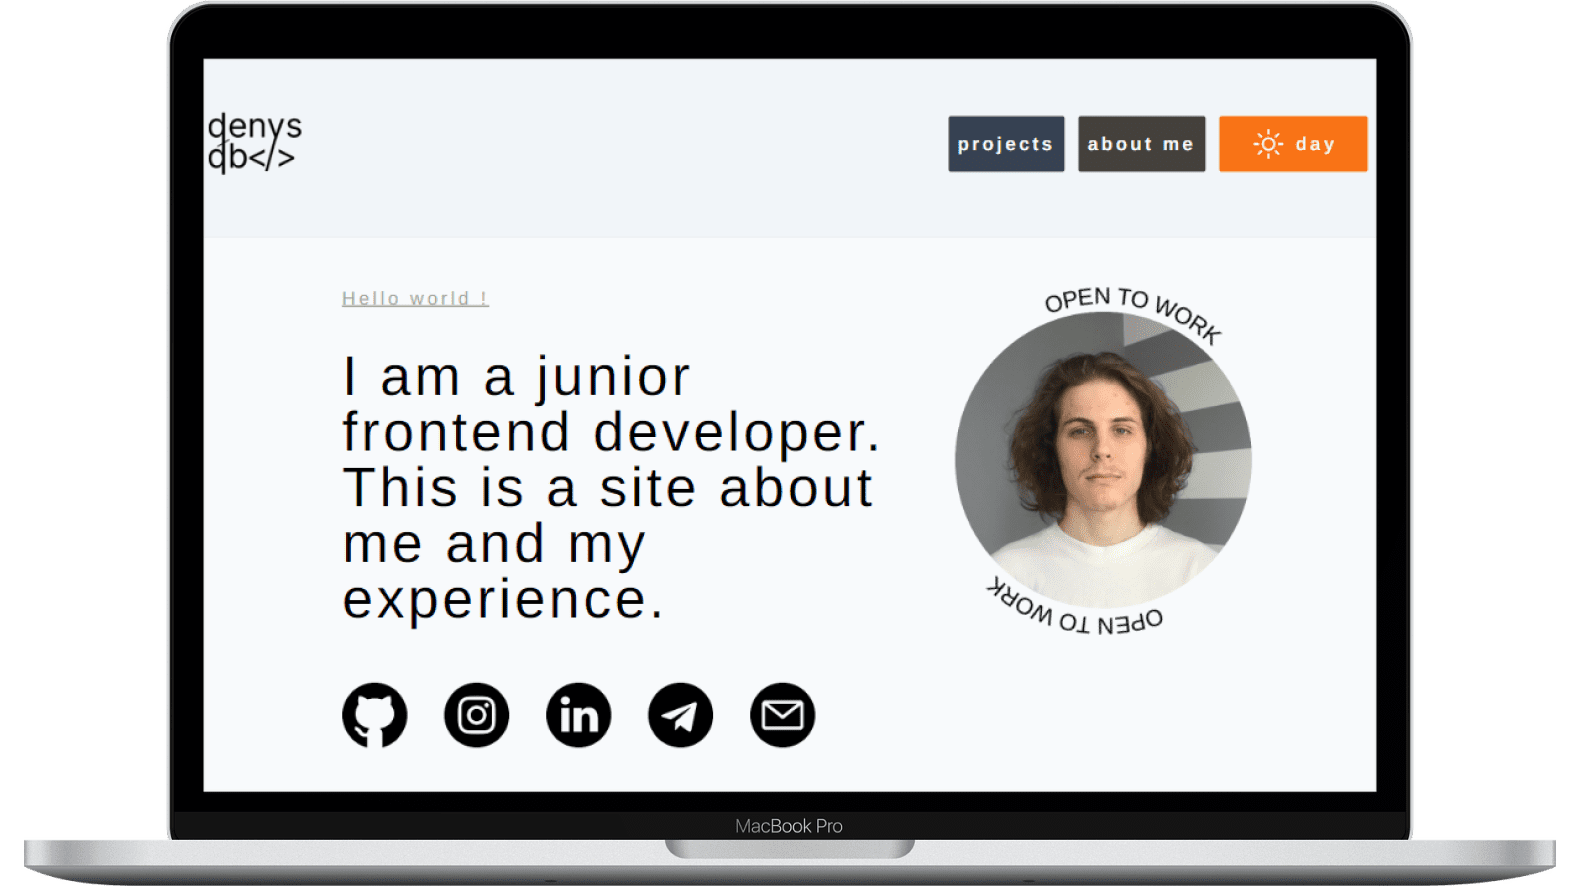 denys
db</>
projects
about me
day
Hello world !
OPEN TO WORK
I am a junior
frontend developer.
This is a site about
me and my
experience.
OPEN TO WORK
in
MacBook Pro